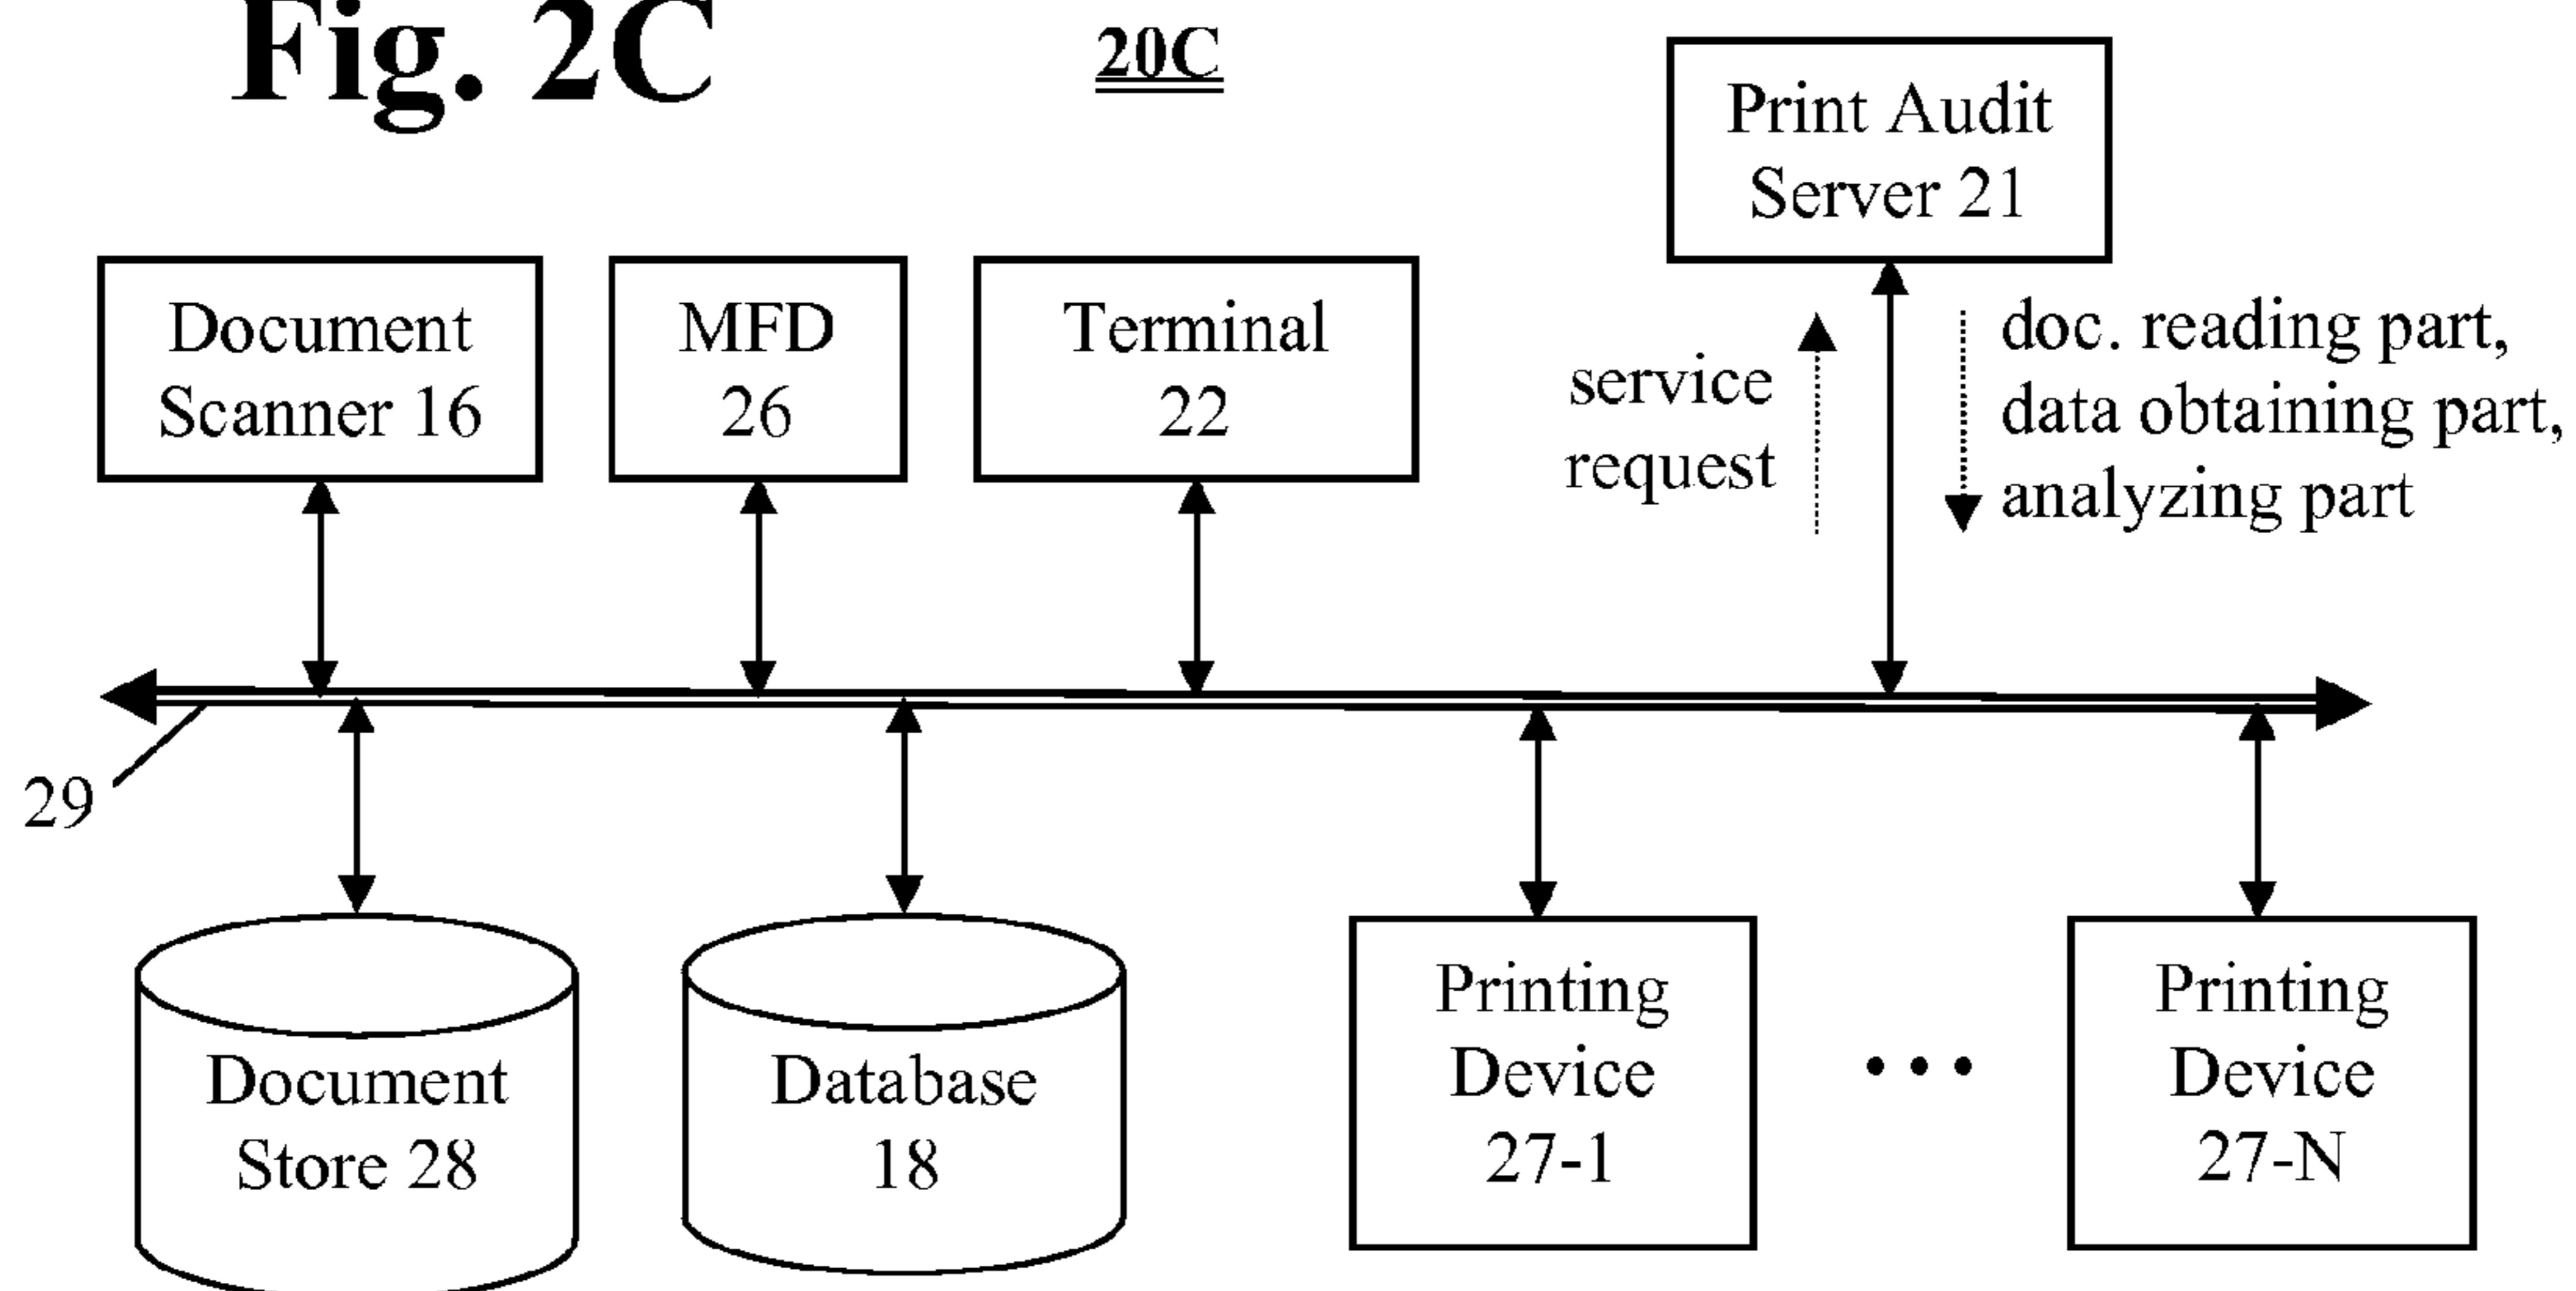 Fig. 2C
20C
Print Audit
Server 21
Document
Scanner 16
MFD
26
Terminal
22
service
request
doc. reading part,
data obtaining part,
analyzing part
29
Document
Store 28
Database
18
Printing
Device
27-1
• • •
Printing
Device
27-N